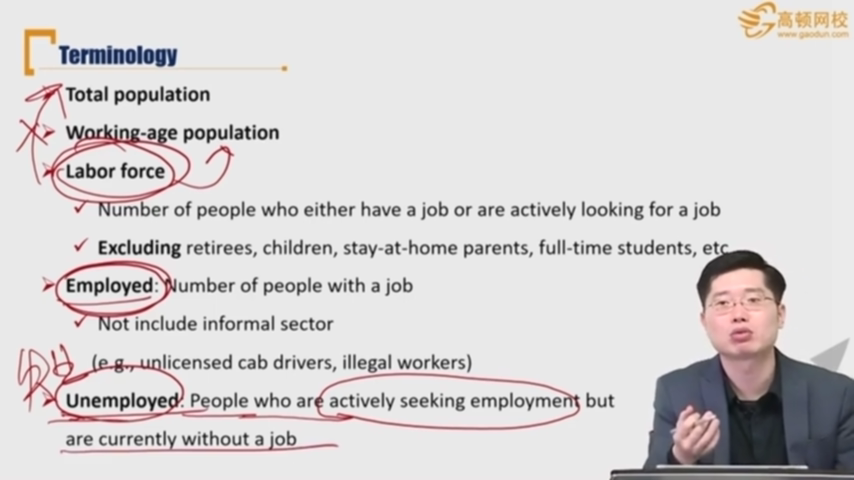 高顿网校
www.gaodun.com
Terminology
Total population
Working-age population
Labor force
Number of people who either have a job or are actively looking for a job
Excluding retirees, children, stay-at-home parents, full-time students, etc
Employed: Number of people with a job
Not include informal sector
(e.g., unlicensed cab drivers, illegal workers)
Unemployed: People who are actively seeking employment but
are currently without a job